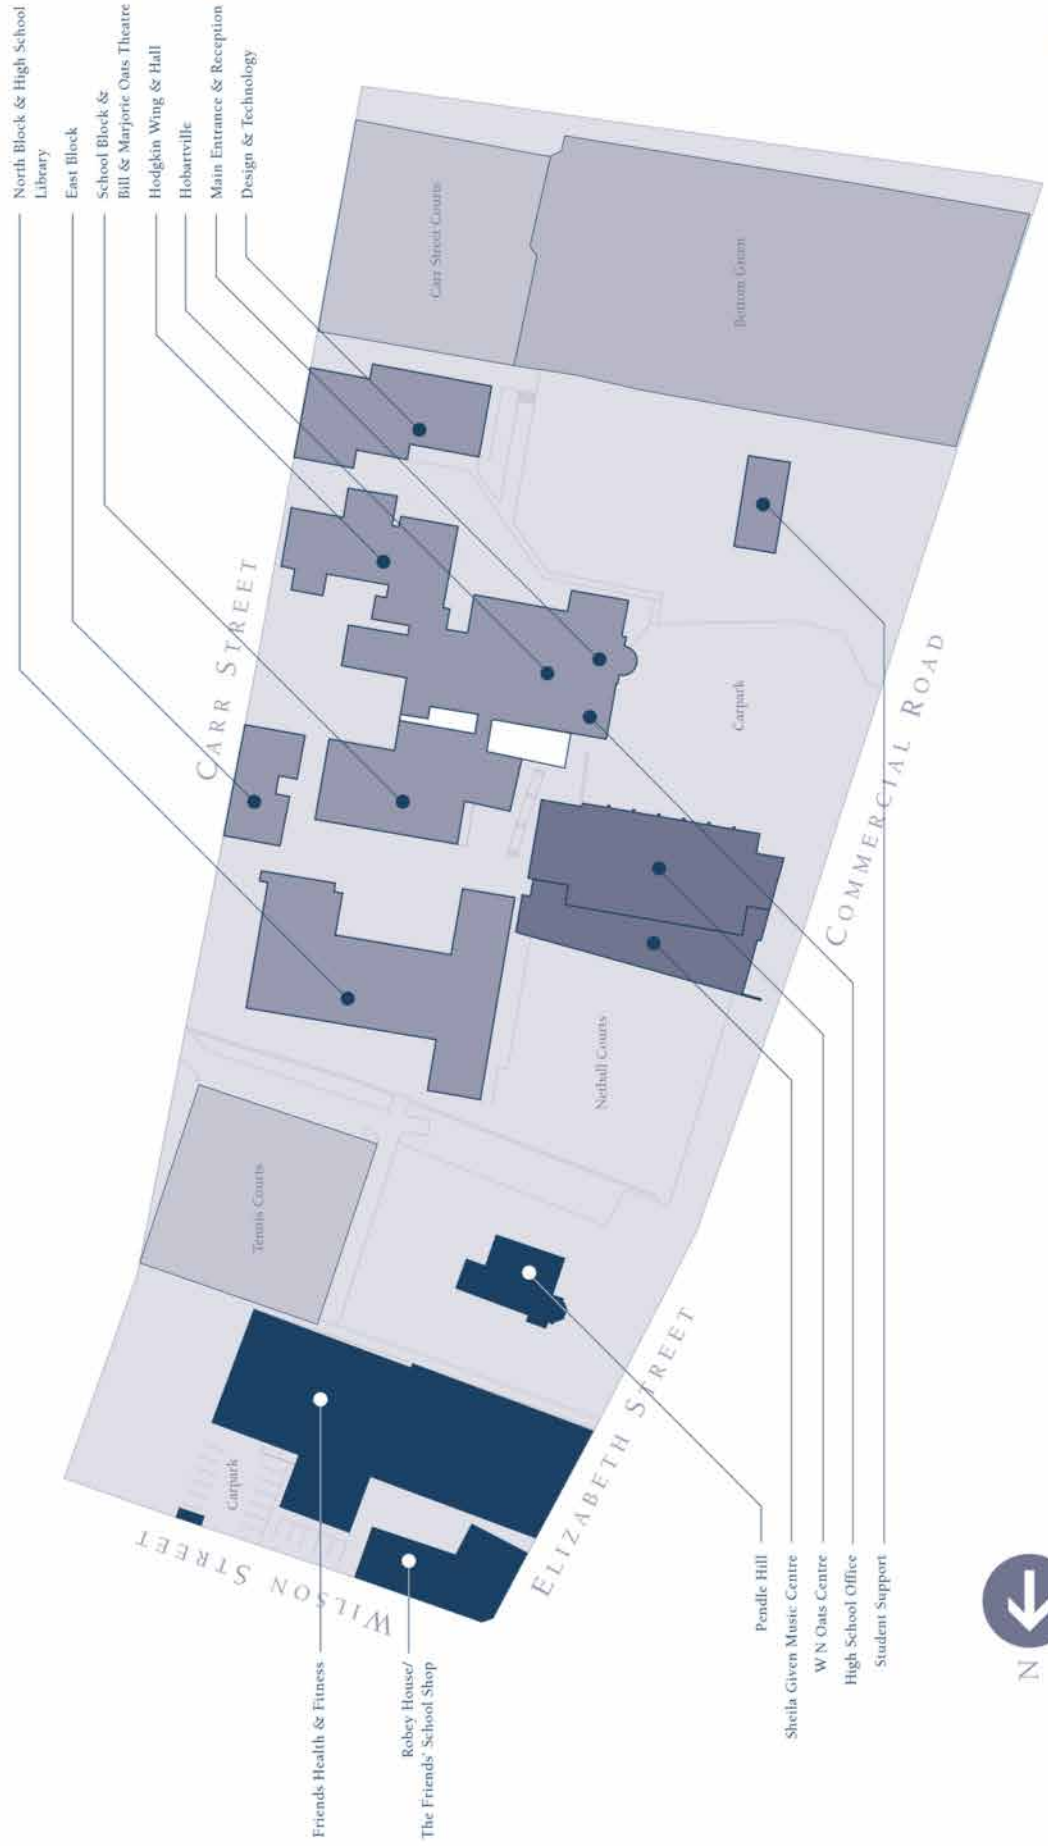 North Block & High School
Library
East Block
School Block &
Bill & Marjorie Oats Theatre
Hodgkin Wing & Hall
Hobartville
Main Entrance & Reception
Design & Technology
CARR STREET
Carr Street Courts
Bottom Green
Tennis Courts
Netball Courts
Carpark
Carpark
WILSON STREET
ELIZABETH STREET
COMMERCIAL ROAD
Friends Health & Fitness
Robey House/
The Friends' School Shop
Pendle Hill
Sheila Given Music Centre
W N Oats Centre
High School Office
Student Support
N